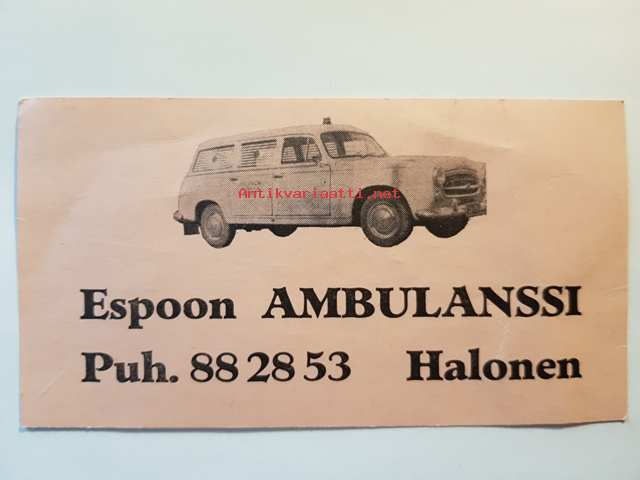 Antikvariaatti.net
Espoon AMBULANSSI
Puh. 88 28 53 Halonen